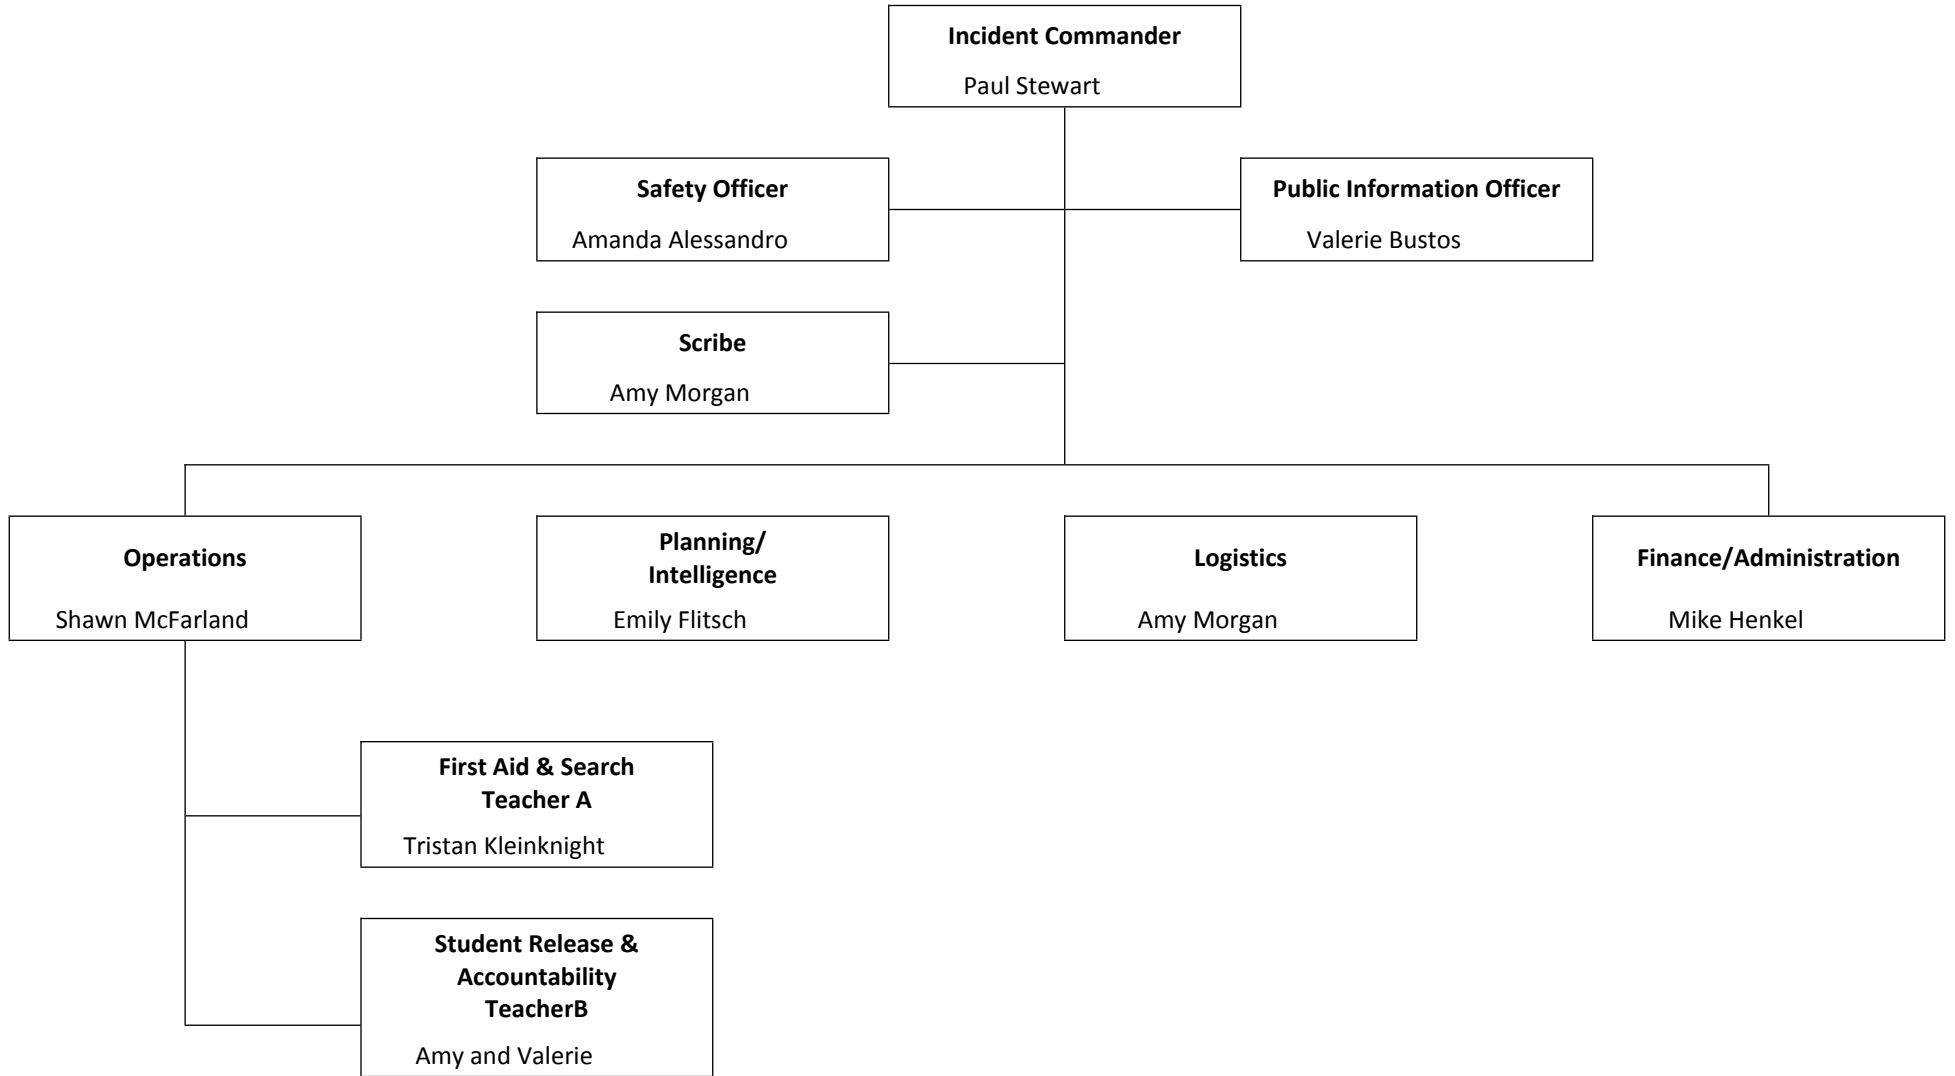 Incident Commander
Paul Stewart
Safety Officer
Amanda Alessandro
Public Information Officer
Valerie Bustos
Scribe
Amy Morgan
Operations
Shawn McFarland
Planning/
Intelligence
Emily Flitsch
Logistics
Amy Morgan
Finance/Administration
Mike Henkel
First Aid & Search
Teacher A
Tristan Kleinknight
Student Release &
Accountability
TeacherB
Amy and Valerie